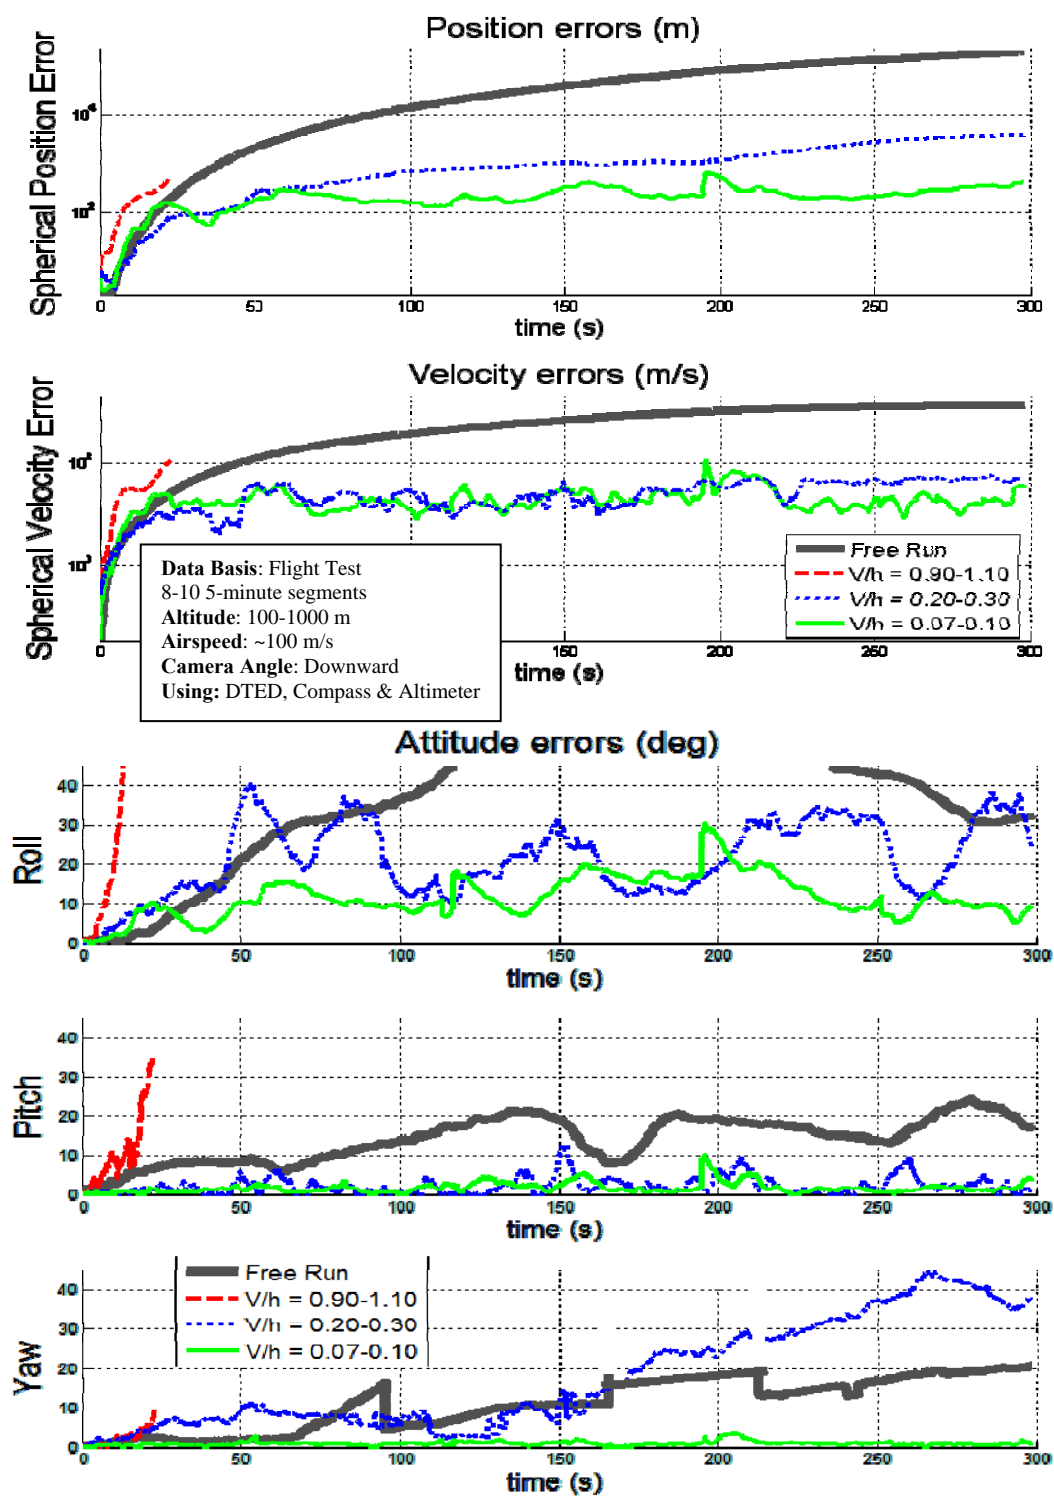 Position errors (m)
Spherical Position Error
10⁴
10²
0 50 100 150 200 250 300
time (s)
Velocity errors (m/s)
Spherical Velocity Error
10²
10⁰
Free Run
V/h = 0.90-1.10
V/h = 0.20-0.30
V/h = 0.07-0.10
Data Basis: Flight Test
8-10 5-minute segments
Altitude: 100-1000 m
Airspeed: ~100 m/s
Camera Angle: Downward
Using: DTED, Compass & Altimeter
0 50 100 150 200 250 300
time (s)
Attitude errors (deg)
Roll
40
30
20
10
0
0 50 100 150 200 250 300
time (s)
Pitch
40
30
20
10
0
0 50 100 150 200 250 300
time (s)
Free Run
V/h = 0.90-1.10
V/h = 0.20-0.30
V/h = 0.07-0.10
Yaw
40
30
20
10
0
0 50 100 150 200 250 300
time (s)